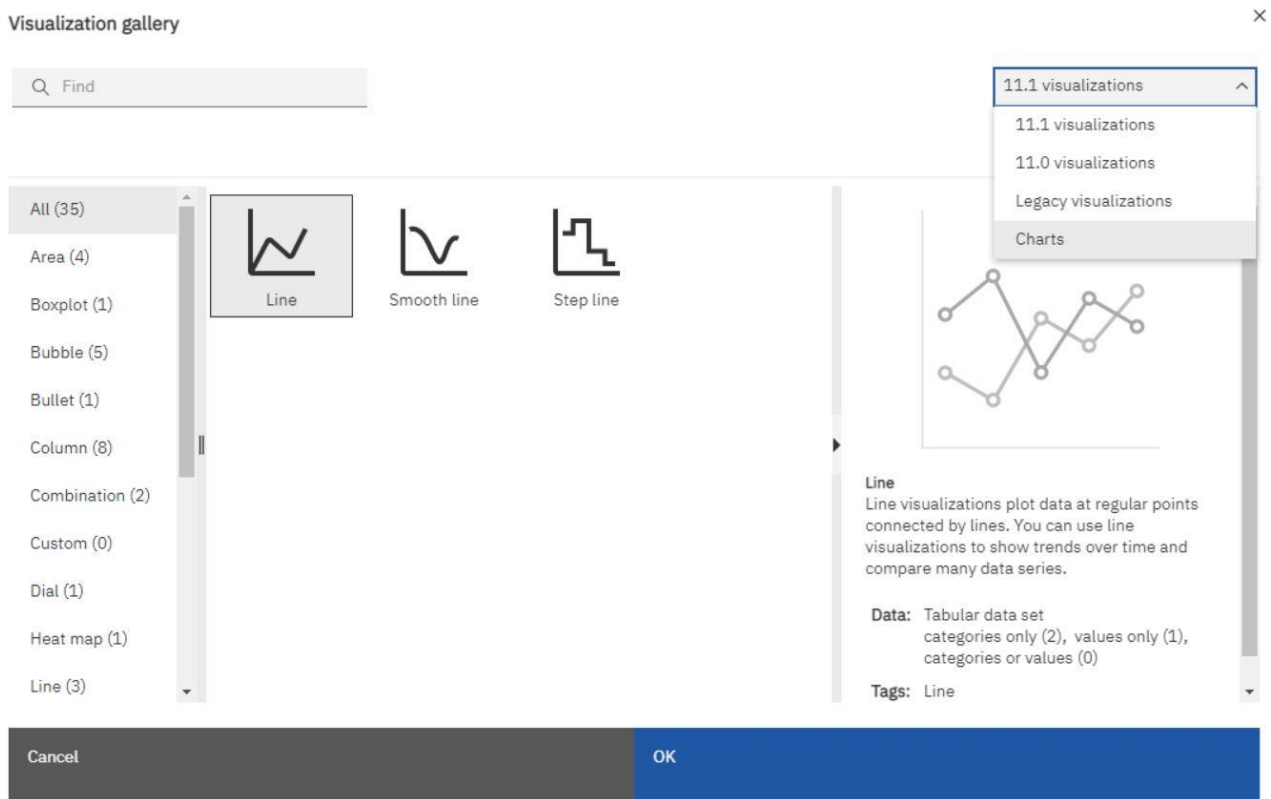 Visualization gallery
Find
11.1 visualizations
11.1 visualizations
11.0 visualizations
Legacy visualizations
Charts
All (35)
Area (4)
Boxplot (1)
Bubble (5)
Bullet (1)
Column (8)
Combination (2)
Custom (0)
Dial (1)
Heat map (1)
Line (3)
Line
Smooth line
Step line
Line
Line visualizations plot data at regular points
connected by lines. You can use line
visualizations to show trends over time and
compare many data series.
Data: Tabular data set
categories only (2), values only (1),
categories or values (0)
Tags: Line
Cancel
OK